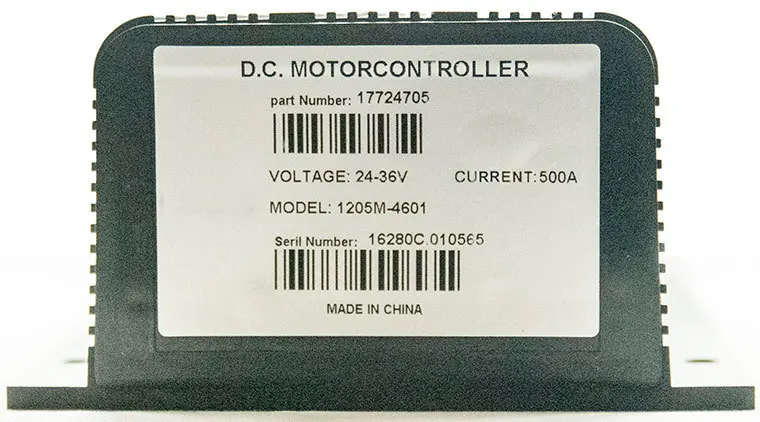 D.C. MOTORCONTROLLER
part Number: 17724705
VOLTAGE: 24-36V CURRENT:500A
MODEL: 1205M-4601
Seril Number: 16280C.010565
MADE IN CHINA